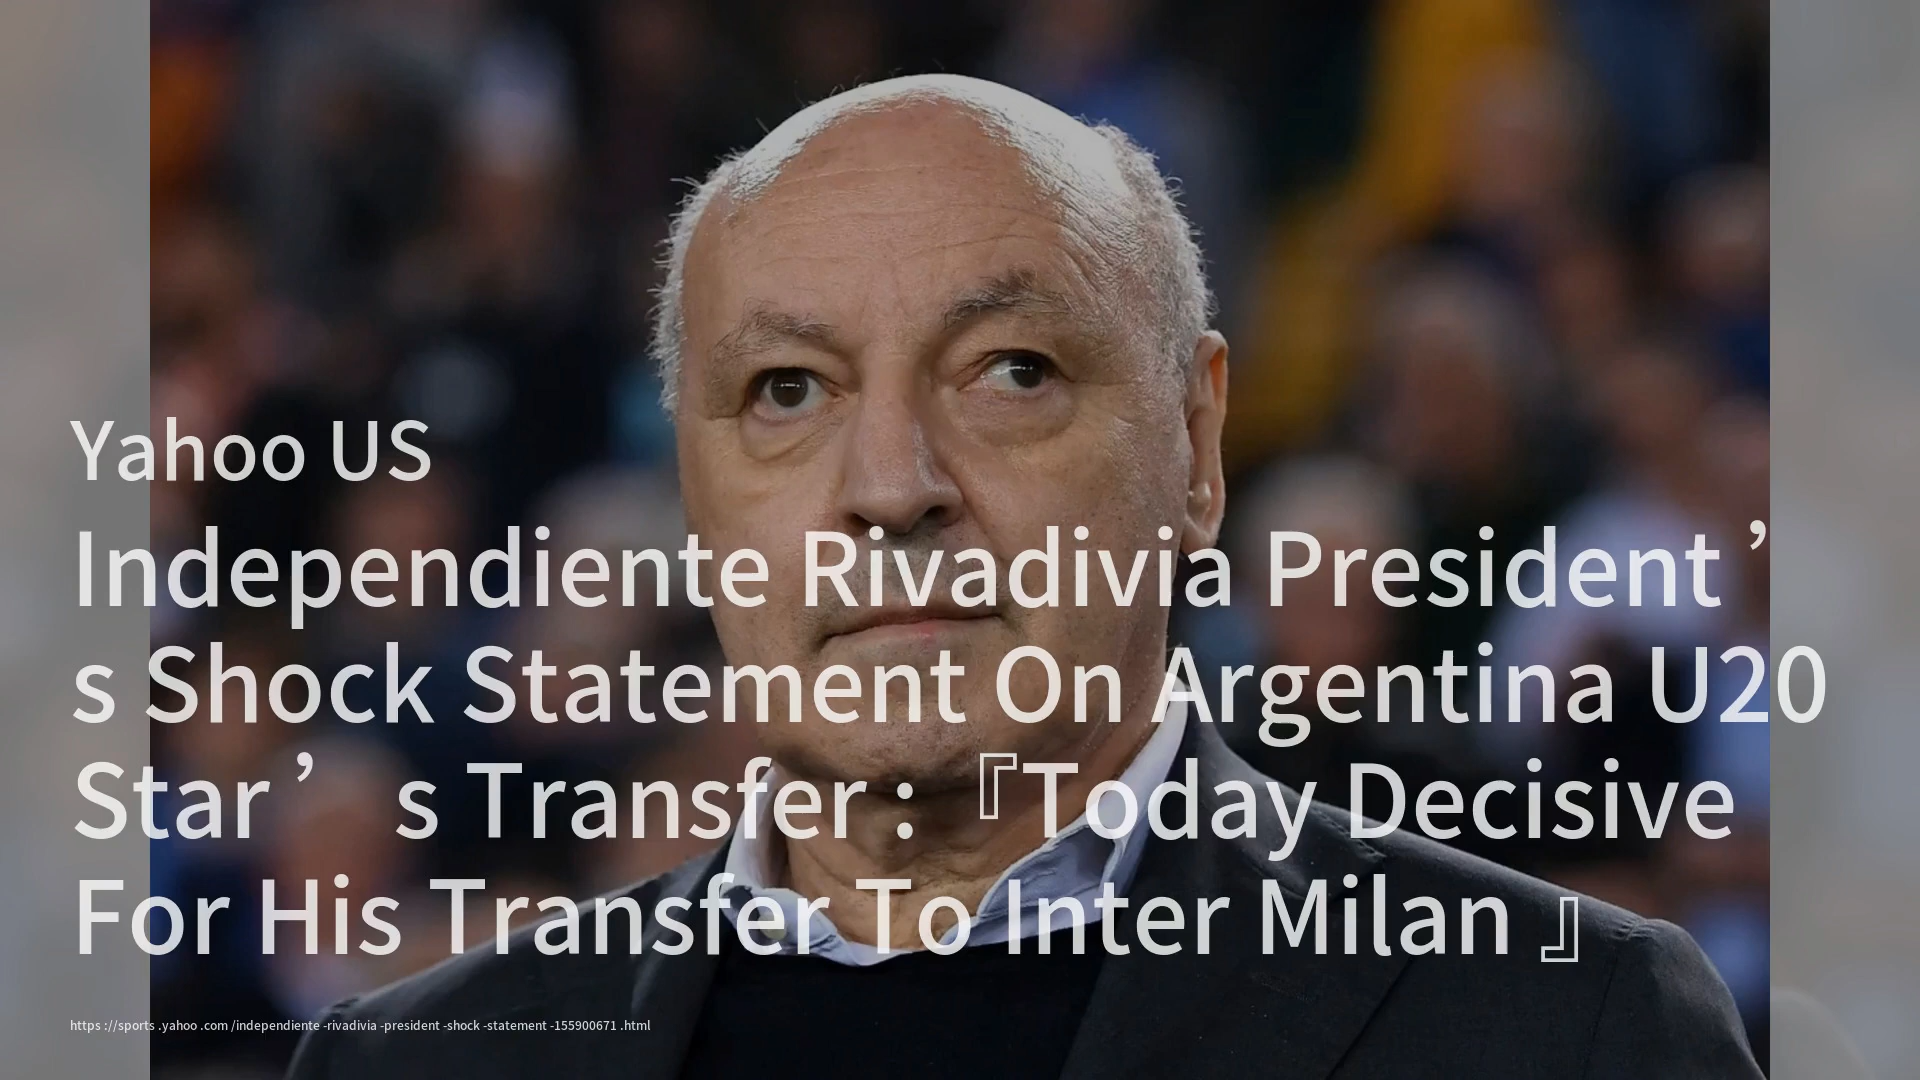 Yahoo US
Independiente Rivadivia President’
s Shock Statement On Argentina U20
Star’s Transfer :『Today Decisive
For His Transfer To Inter Milan 』
https ://sports .yahoo .com /independiente -rivadivia -president -shock -statement -155900671 .html